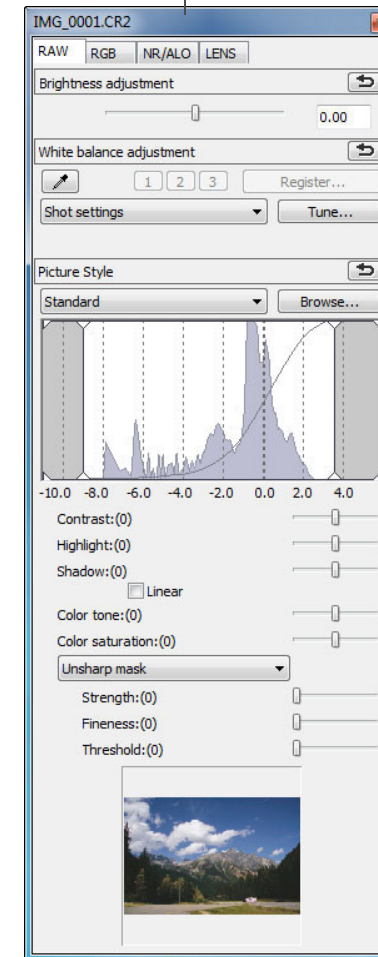 IMG_0001.CR2
RAW RGB NR/ALO LENS
Brightness adjustment
0.00
White balance adjustment
1 2 3 Register...
Shot settings Tune...
Picture Style
Standard Browse...
-10.0 -8.0 -6.0 -4.0 -2.0 0.0 2.0 4.0
Contrast:(0)
Highlight:(0)
Shadow:(0)
Linear
Color tone:(0)
Color saturation:(0)
Unsharp mask
Strength:(0)
Fineness:(0)
Threshold:(0)